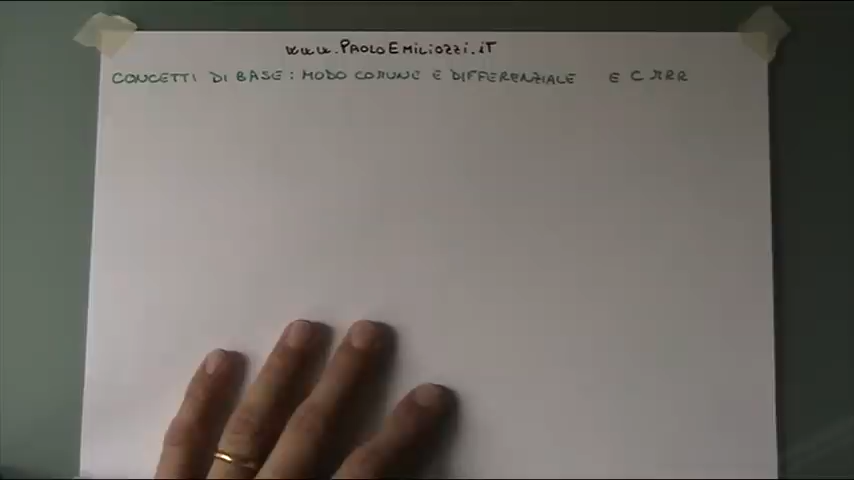 www.PaoloEmiliozzi.iT
CONCETTI DI BASE: MODO COMUNE E DIFFERENZIALE E CMRR